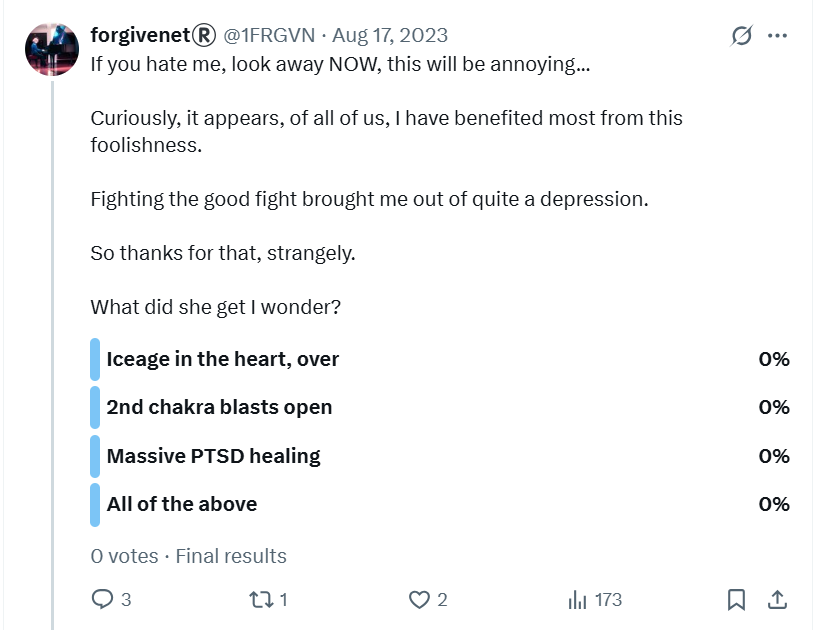 forgivenet® @1FRGVN · Aug 17, 2023
If you hate me, look away NOW, this will be annoying...
Curiously, it appears, of all of us, I have benefited most from this
foolishness.
Fighting the good fight brought me out of quite a depression.
So thanks for that, strangely.
What did she get I wonder?
Iceage in the heart, over 0%
2nd chakra blasts open 0%
Massive PTSD healing 0%
All of the above 0%
0 votes · Final results
3 1 2 173